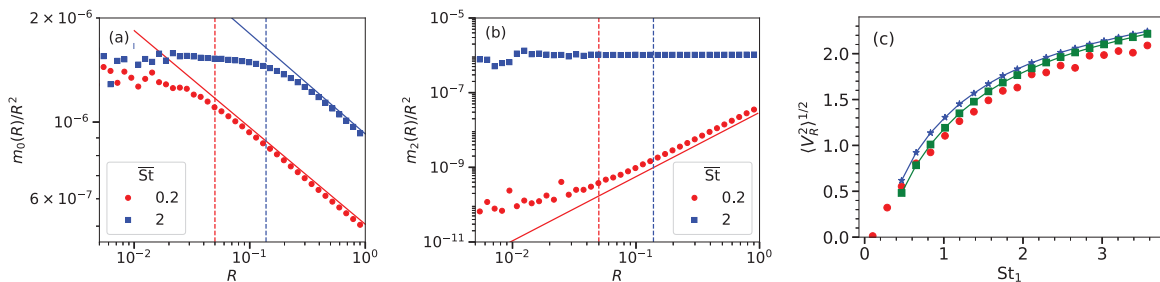 (a)
m₀(R)/R²
2 × 10⁻⁶
10⁻⁶
6 × 10⁻⁷
S̅t̅
0.2
2
10⁻² 10⁻¹ 10⁰
R
(b)
m₂(R)/R²
10⁻⁵
10⁻⁷
10⁻⁹
10⁻¹¹
S̅t̅
0.2
2
10⁻² 10⁻¹ 10⁰
R
(c)
⟨V_R²⟩^{1/2}
2.0
1.5
1.0
0.5
0.0
0 1 2 3
St₁